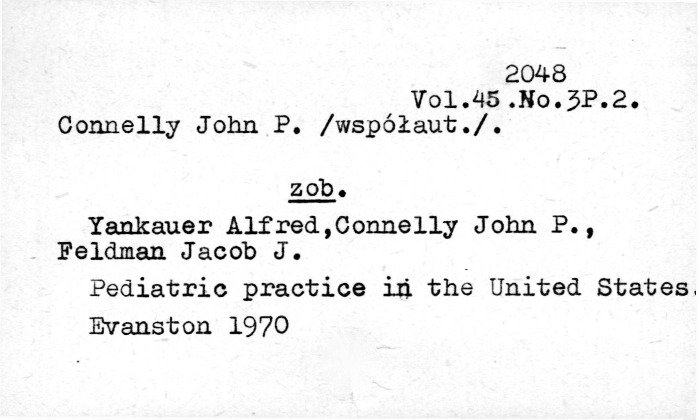 2048
Vol.45.No.3P.2.
Connelly John P. /współaut./.
zob.
Yankauer Alfred,Connelly John P.,
Feldman Jacob J.
Pediatric practice in the United States.
Evanston 1970